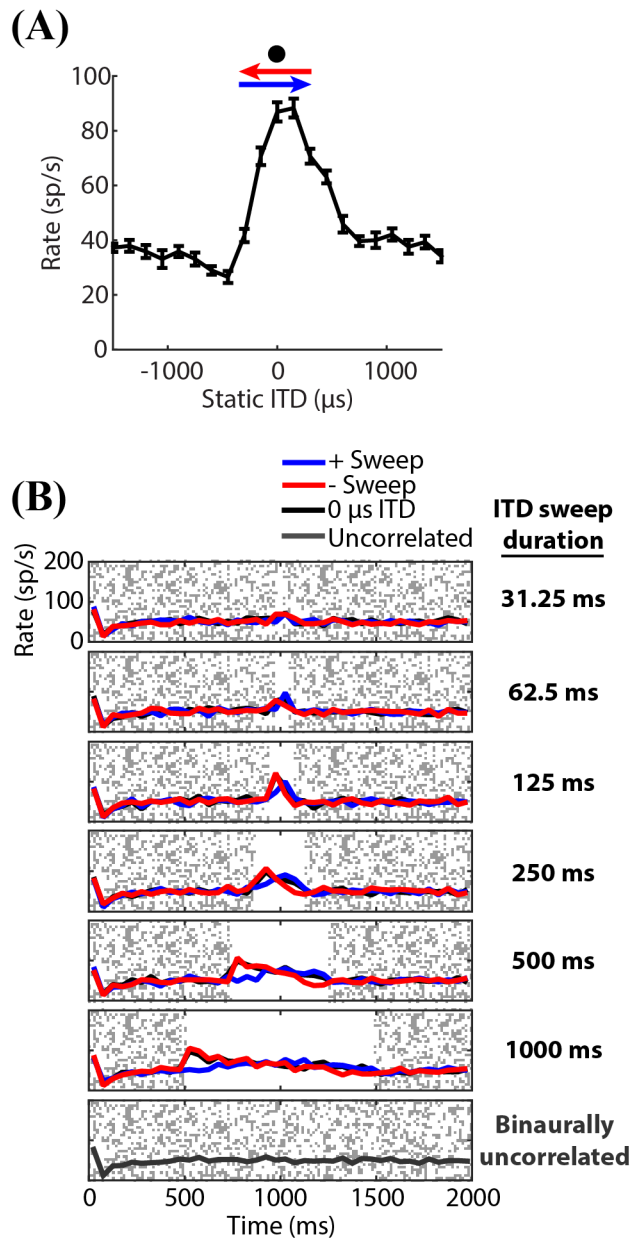 (A)
100
80
60
40
20
0
Rate (sp/s)
-1000 0 1000
Static ITD (µs)
(B)
+ Sweep
- Sweep
0 µs ITD
Uncorrelated
ITD sweep
duration
200
100
0
Rate (sp/s)
31.25 ms
62.5 ms
125 ms
250 ms
500 ms
1000 ms
Binaurally
uncorrelated
0 500 1000 1500 2000
Time (ms)